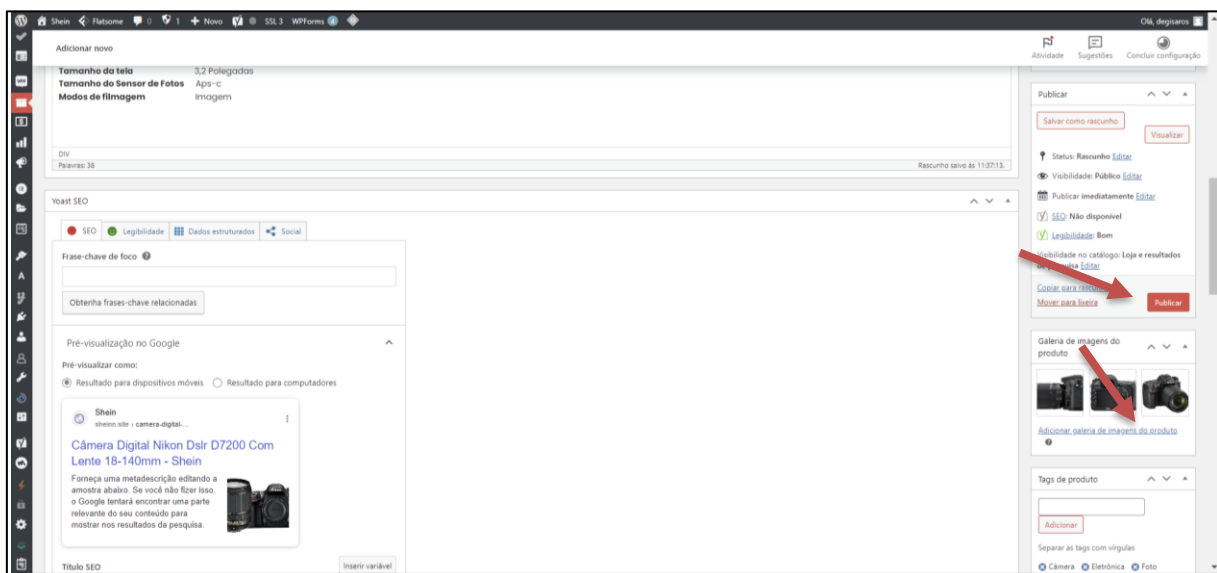 Shein Flatsome 0 1 + Novo SSL 3 WPForms 4
Olá, degisaros
Adicionar novo
Atividade Sugestões Concluir configuração
Tamanho da tela 3,2 Polegadas
Tamanho do Sensor de Fotos Aps-c
Modos de filmagem Imagem
DIV
Palavras: 38 Rascunho salvo às 11:37:13.
Yoast SEO
SEO Legibilidade Dados estruturados Social
Frase-chave de foco
Obtenha frases-chave relacionadas
Pré-visualização no Google
Pré-visualizar como:
Resultado para dispositivos móveis Resultado para computadores
Shein
sheinn.site › camera-digital-...
Câmera Digital Nikon Dslr D7200 Com
Lente 18-140mm - Shein
Forneça uma metadescrição editando a
amostra abaixo. Se você não fizer isso,
o Google tentará encontrar uma parte
relevante do seu conteúdo para
mostrar nos resultados da pesquisa.
Título SEO Inserir variável
Publicar
Salvar como rascunho
Visualizar
Status: Rascunho Editar
Visibilidade: Público Editar
Publicar imediatamente Editar
SEO: Não disponível
Legibilidade: Bom
Visibilidade no catálogo: Loja e resultados
Editar
Copiar para
Mover para lixeira Publicar
Galeria de imagens do
produto
Adicionar galeria de imagens do produto
Tags de produto
Adicionar
Separar as tags com vírgulas
Câmera Eletrônica Foto